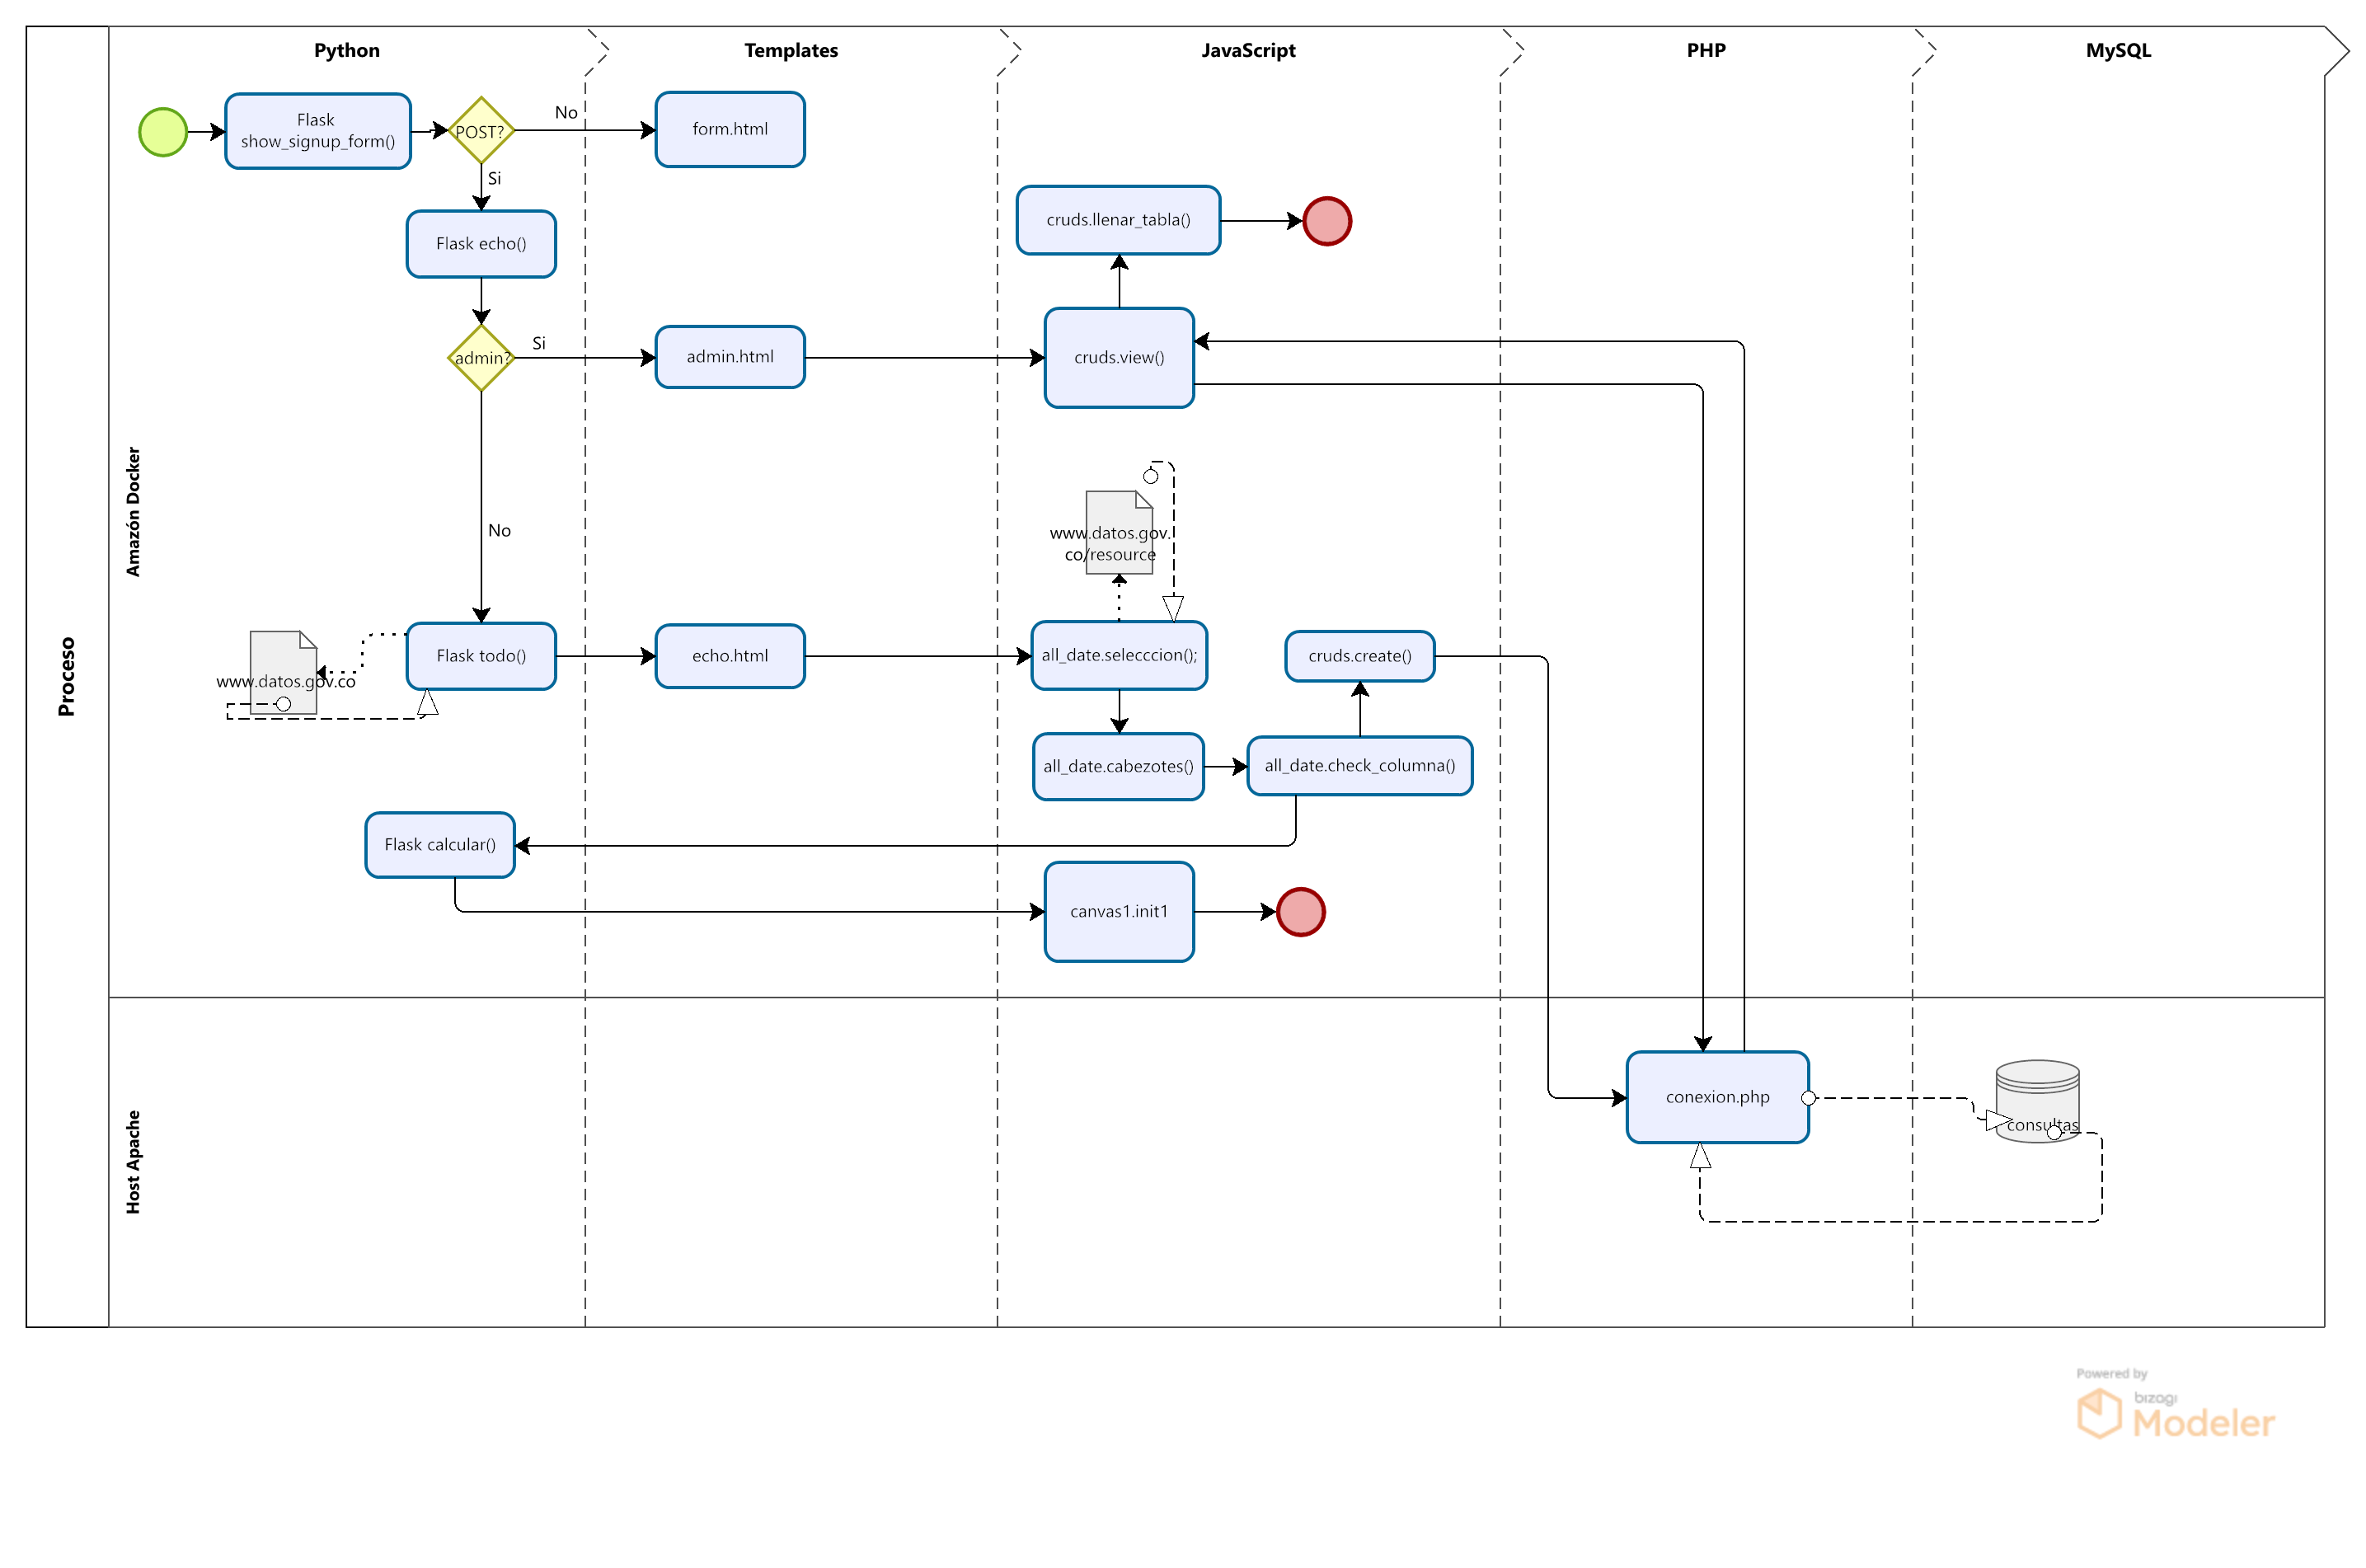 Python
Templates
JavaScript
PHP
MySQL
Proceso
Amazón Docker
Host Apache
Flask
show_signup_form()
POST?
No
form.html
Si
Flask echo()
cruds.llenar_tabla()
admin?
Si
admin.html
cruds.view()
No
www.datos.gov.
co/resource
www.datos.gov.co
Flask todo()
echo.html
all_date.selecccion();
cruds.create()
all_date.cabezotes()
all_date.check_columna()
Flask calcular()
canvas1.init1
conexion.php
consultas
Powered by
bizagi
Modeler